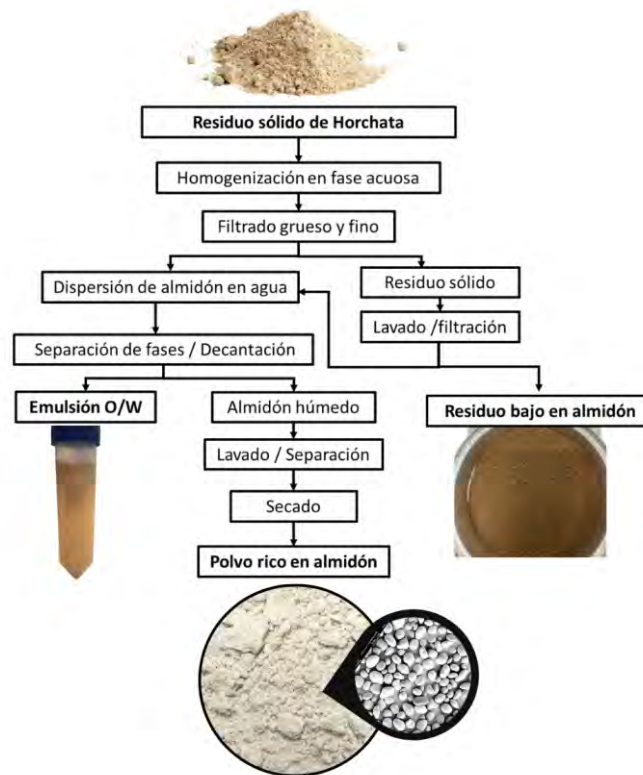 Residuo sólido de Horchata
Homogenización en fase acuosa
Filtrado grueso y fino
Dispersión de almidón en agua
Residuo sólido
Lavado /filtración
Separación de fases / Decantación
Emulsión O/W
Almidón húmedo
Residuo bajo en almidón
Lavado / Separación
Secado
Polvo rico en almidón